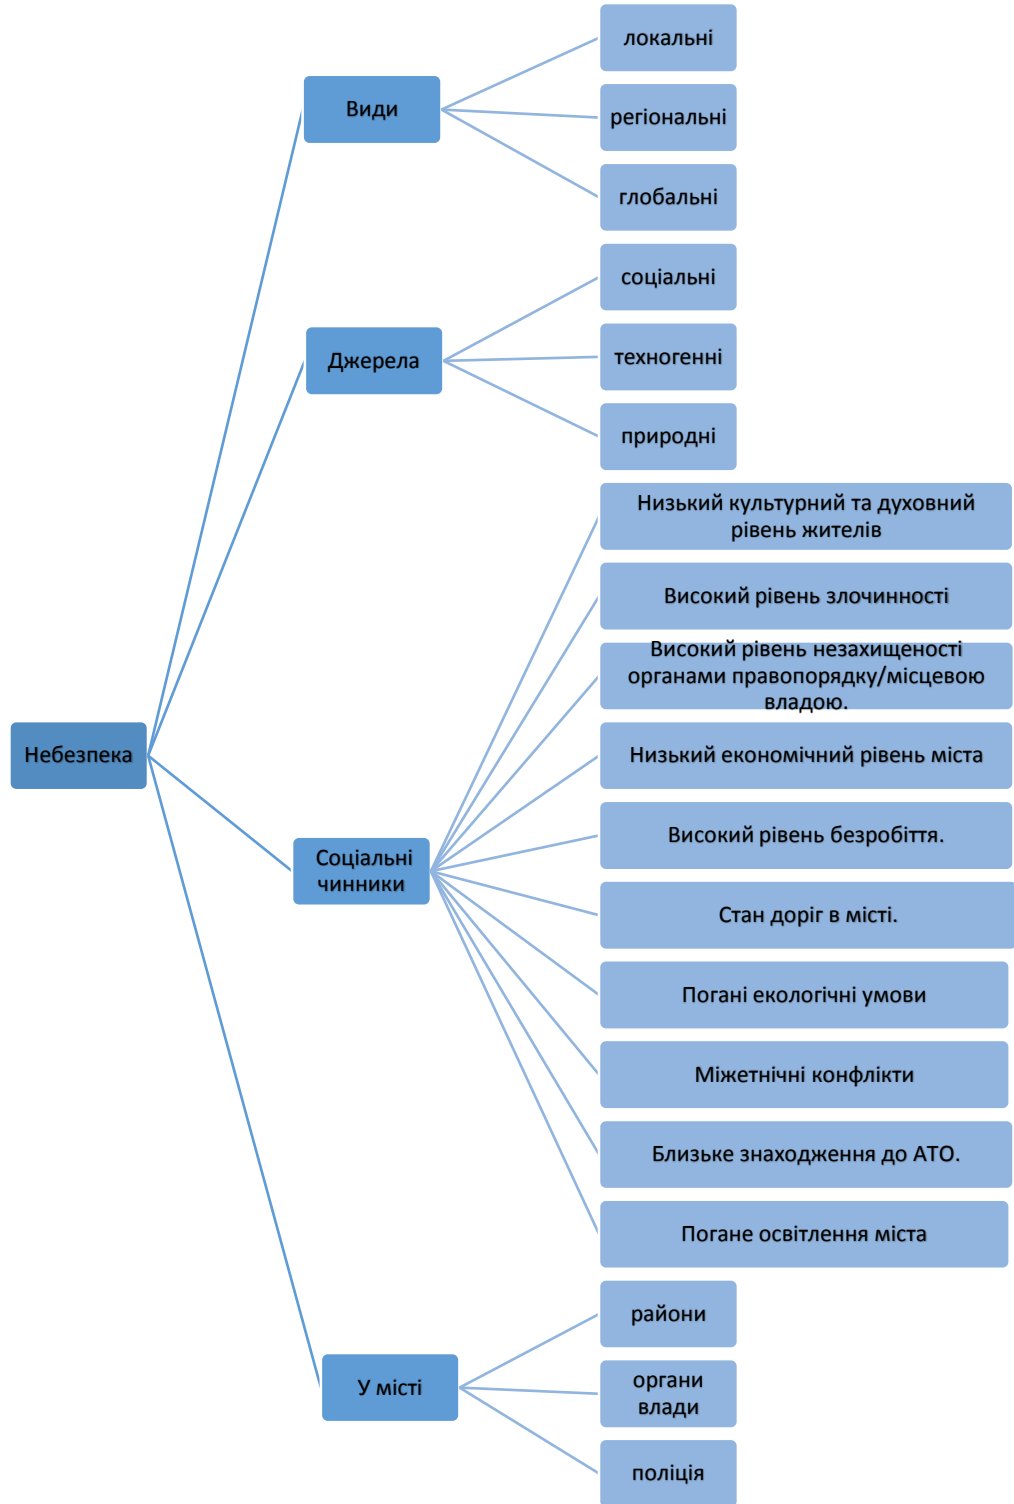 Небезпека
Види
локальні
регіональні
глобальні
Джерела
соціальні
техногенні
природні
Соціальні
чинники
Низький культурний та духовний
рівень жителів
Високий рівень злочинності
Високий рівень незахищеності
органами правопорядку/місцевою
владою.
Низький економічний рівень міста
Високий рівень безробіття.
Стан доріг в місті.
Погані екологічні умови
Міжетнічні конфлікти
Близьке знаходження до АТО.
Погане освітлення міста
У місті
райони
органи
влади
поліція